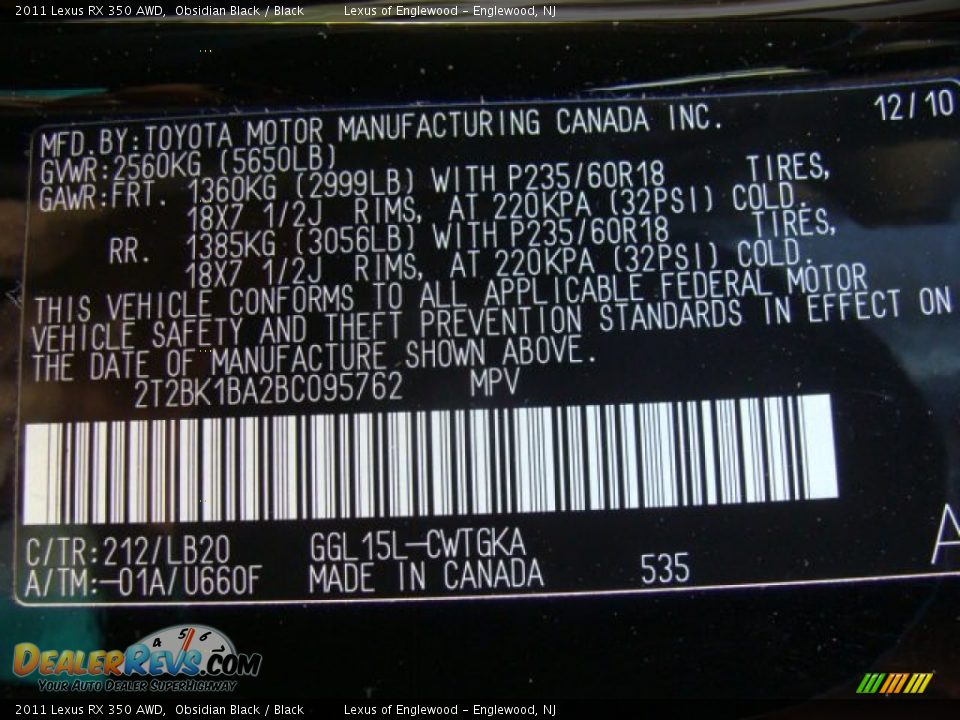 2011 Lexus RX 350 AWD, Obsidian Black / Black Lexus of Englewood - Englewood, NJ
12/10
MFD.BY:TOYOTA MOTOR MANUFACTURING CANADA INC.
GVWR:2560KG (5650LB)
GAWR:FRT. 1360KG (2999LB) WITH P235/60R18 TIRES,
18X7 1/2J RIMS, AT 220KPA (32PSI) COLD.
RR. 1385KG (3056LB) WITH P235/60R18 TIRES,
18X7 1/2J RIMS, AT 220KPA (32PSI) COLD.
THIS VEHICLE CONFORMS TO ALL APPLICABLE FEDERAL MOTOR
VEHICLE SAFETY AND THEFT PREVENTION STANDARDS IN EFFECT ON
THE DATE OF MANUFACTURE SHOWN ABOVE.
2T2BK1BA2BC095762 MPV
C/TR:212/LB20 GGL15L-CWTGKA
A/TM:-01A/U660F MADE IN CANADA 535
A
4 5 6
DEALERREVS.COM
YOUR AUTO DEALER SUPERHIGHWAY
2011 Lexus RX 350 AWD, Obsidian Black / Black Lexus of Englewood - Englewood, NJ